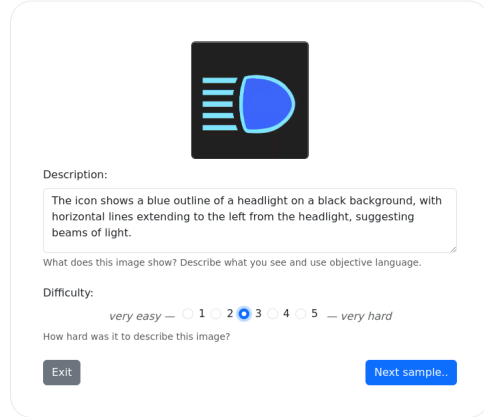 Description:
The icon shows a blue outline of a headlight on a black background, with
horizontal lines extending to the left from the headlight, suggesting
beams of light.
What does this image show? Describe what you see and use objective language.
Difficulty:
very easy — 1 2 3 4 5 — very hard
How hard was it to describe this image?
Exit Next sample..